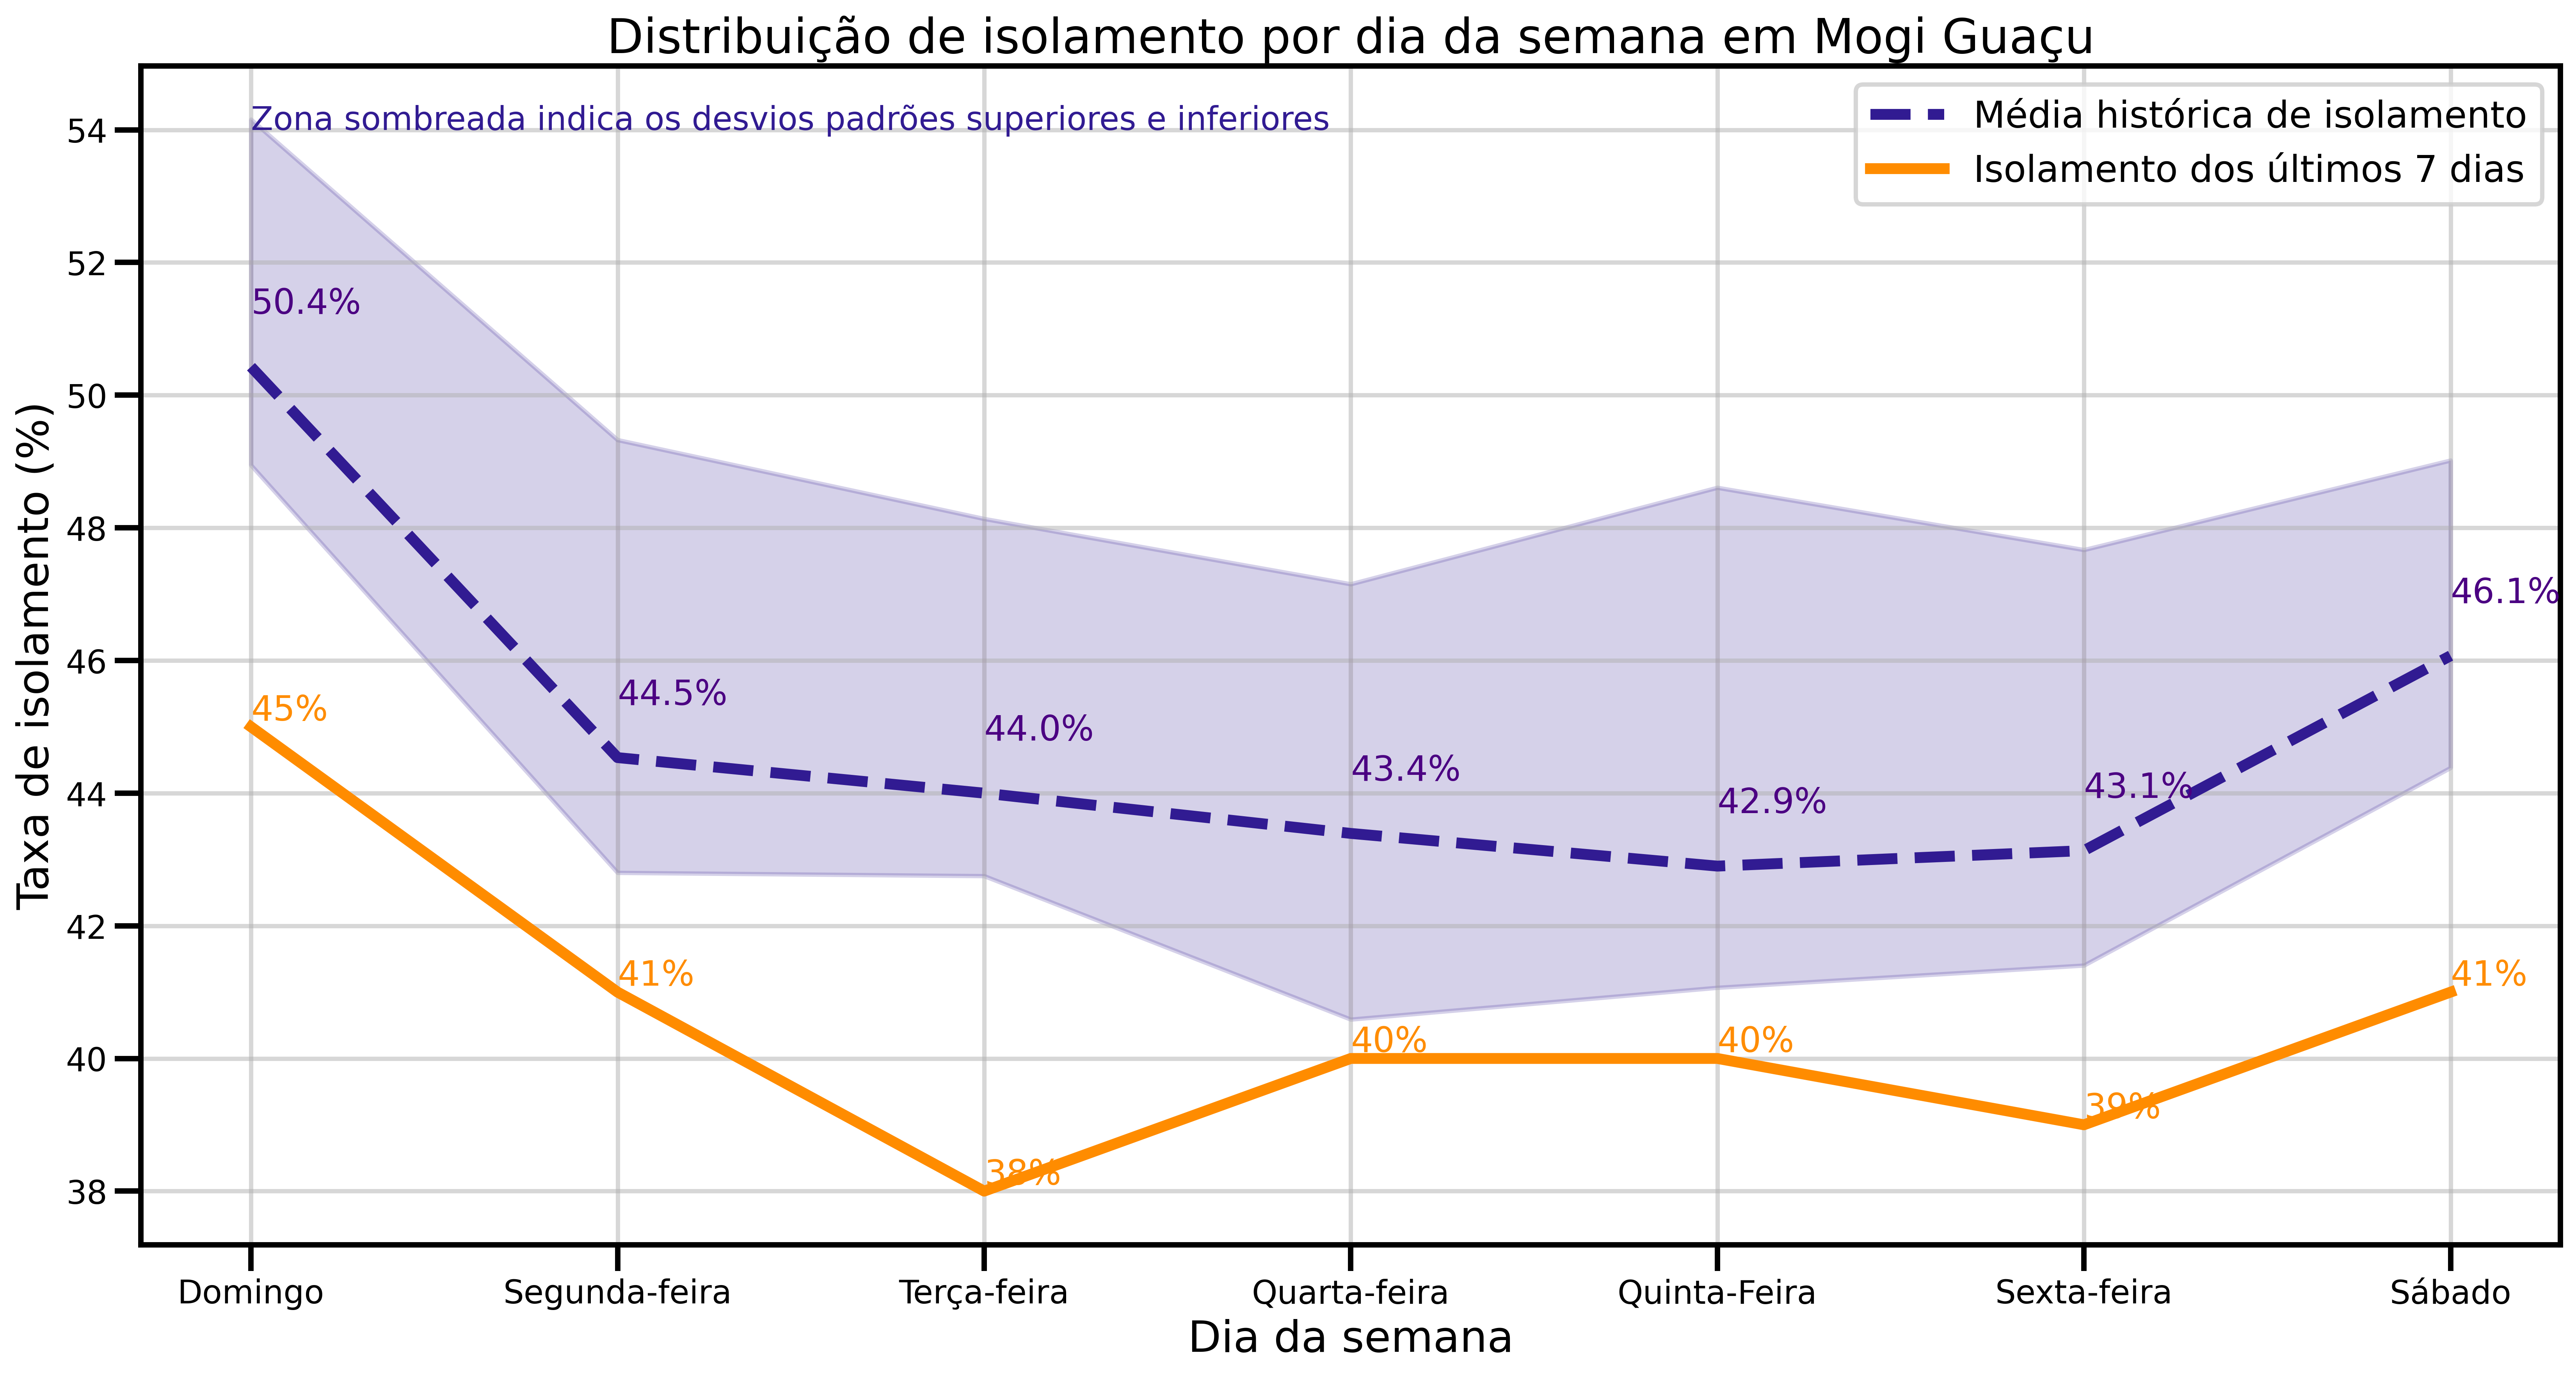 Distribuição de isolamento por dia da semana em Mogi Guaçu
Zona sombreada indica os desvios padrões superiores e inferiores
Média histórica de isolamento
Isolamento dos últimos 7 dias
Taxa de isolamento (%)
54
52
50
48
46
44
42
40
38
50.4%
44.5%
44.0%
43.4%
42.9%
43.1%
46.1%
45%
41%
38%
40%
40%
39%
41%
Domingo
Segunda-feira
Terça-feira
Quarta-feira
Quinta-Feira
Sexta-feira
Sábado
Dia da semana